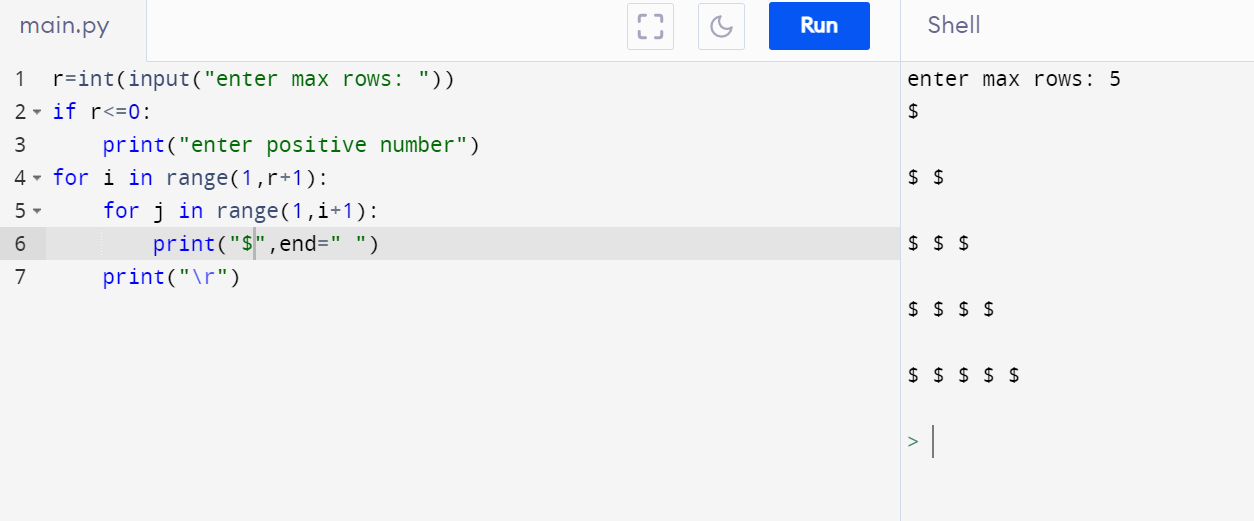 main.py
Run
Shell
1 r=int(input("enter max rows: "))
2 if r<=0:
3     print("enter positive number")
4 for i in range(1,r+1):
5     for j in range(1,i+1):
6         print("$",end=" ")
7     print("\r")
enter max rows: 5
$
$ $
$ $ $
$ $ $ $
$ $ $ $ $
>